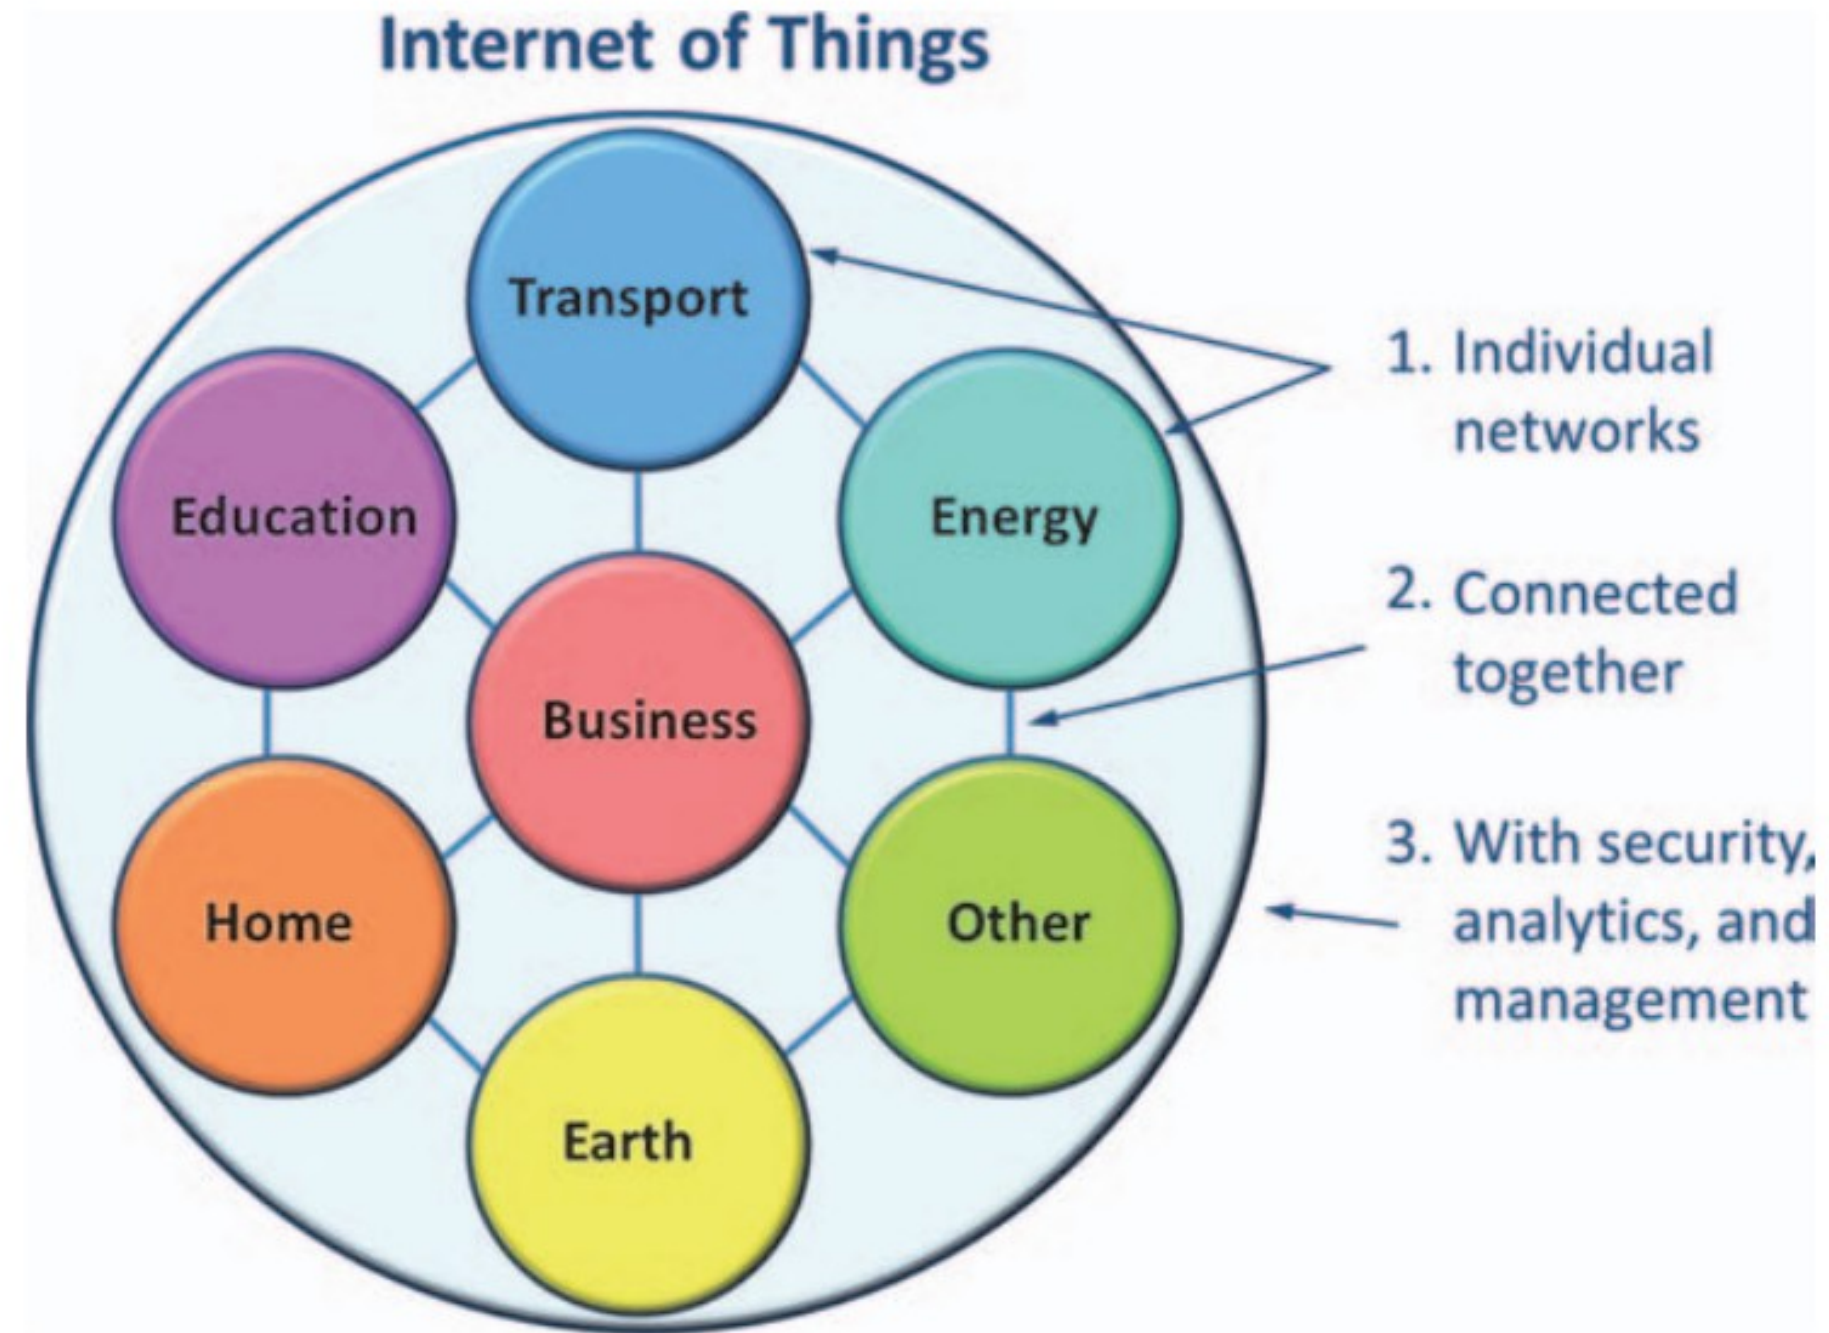 Internet of Things
Transport
Education
Energy
Business
Home
Other
Earth
1. Individual
networks
2. Connected
together
3. With security,
analytics, and
management